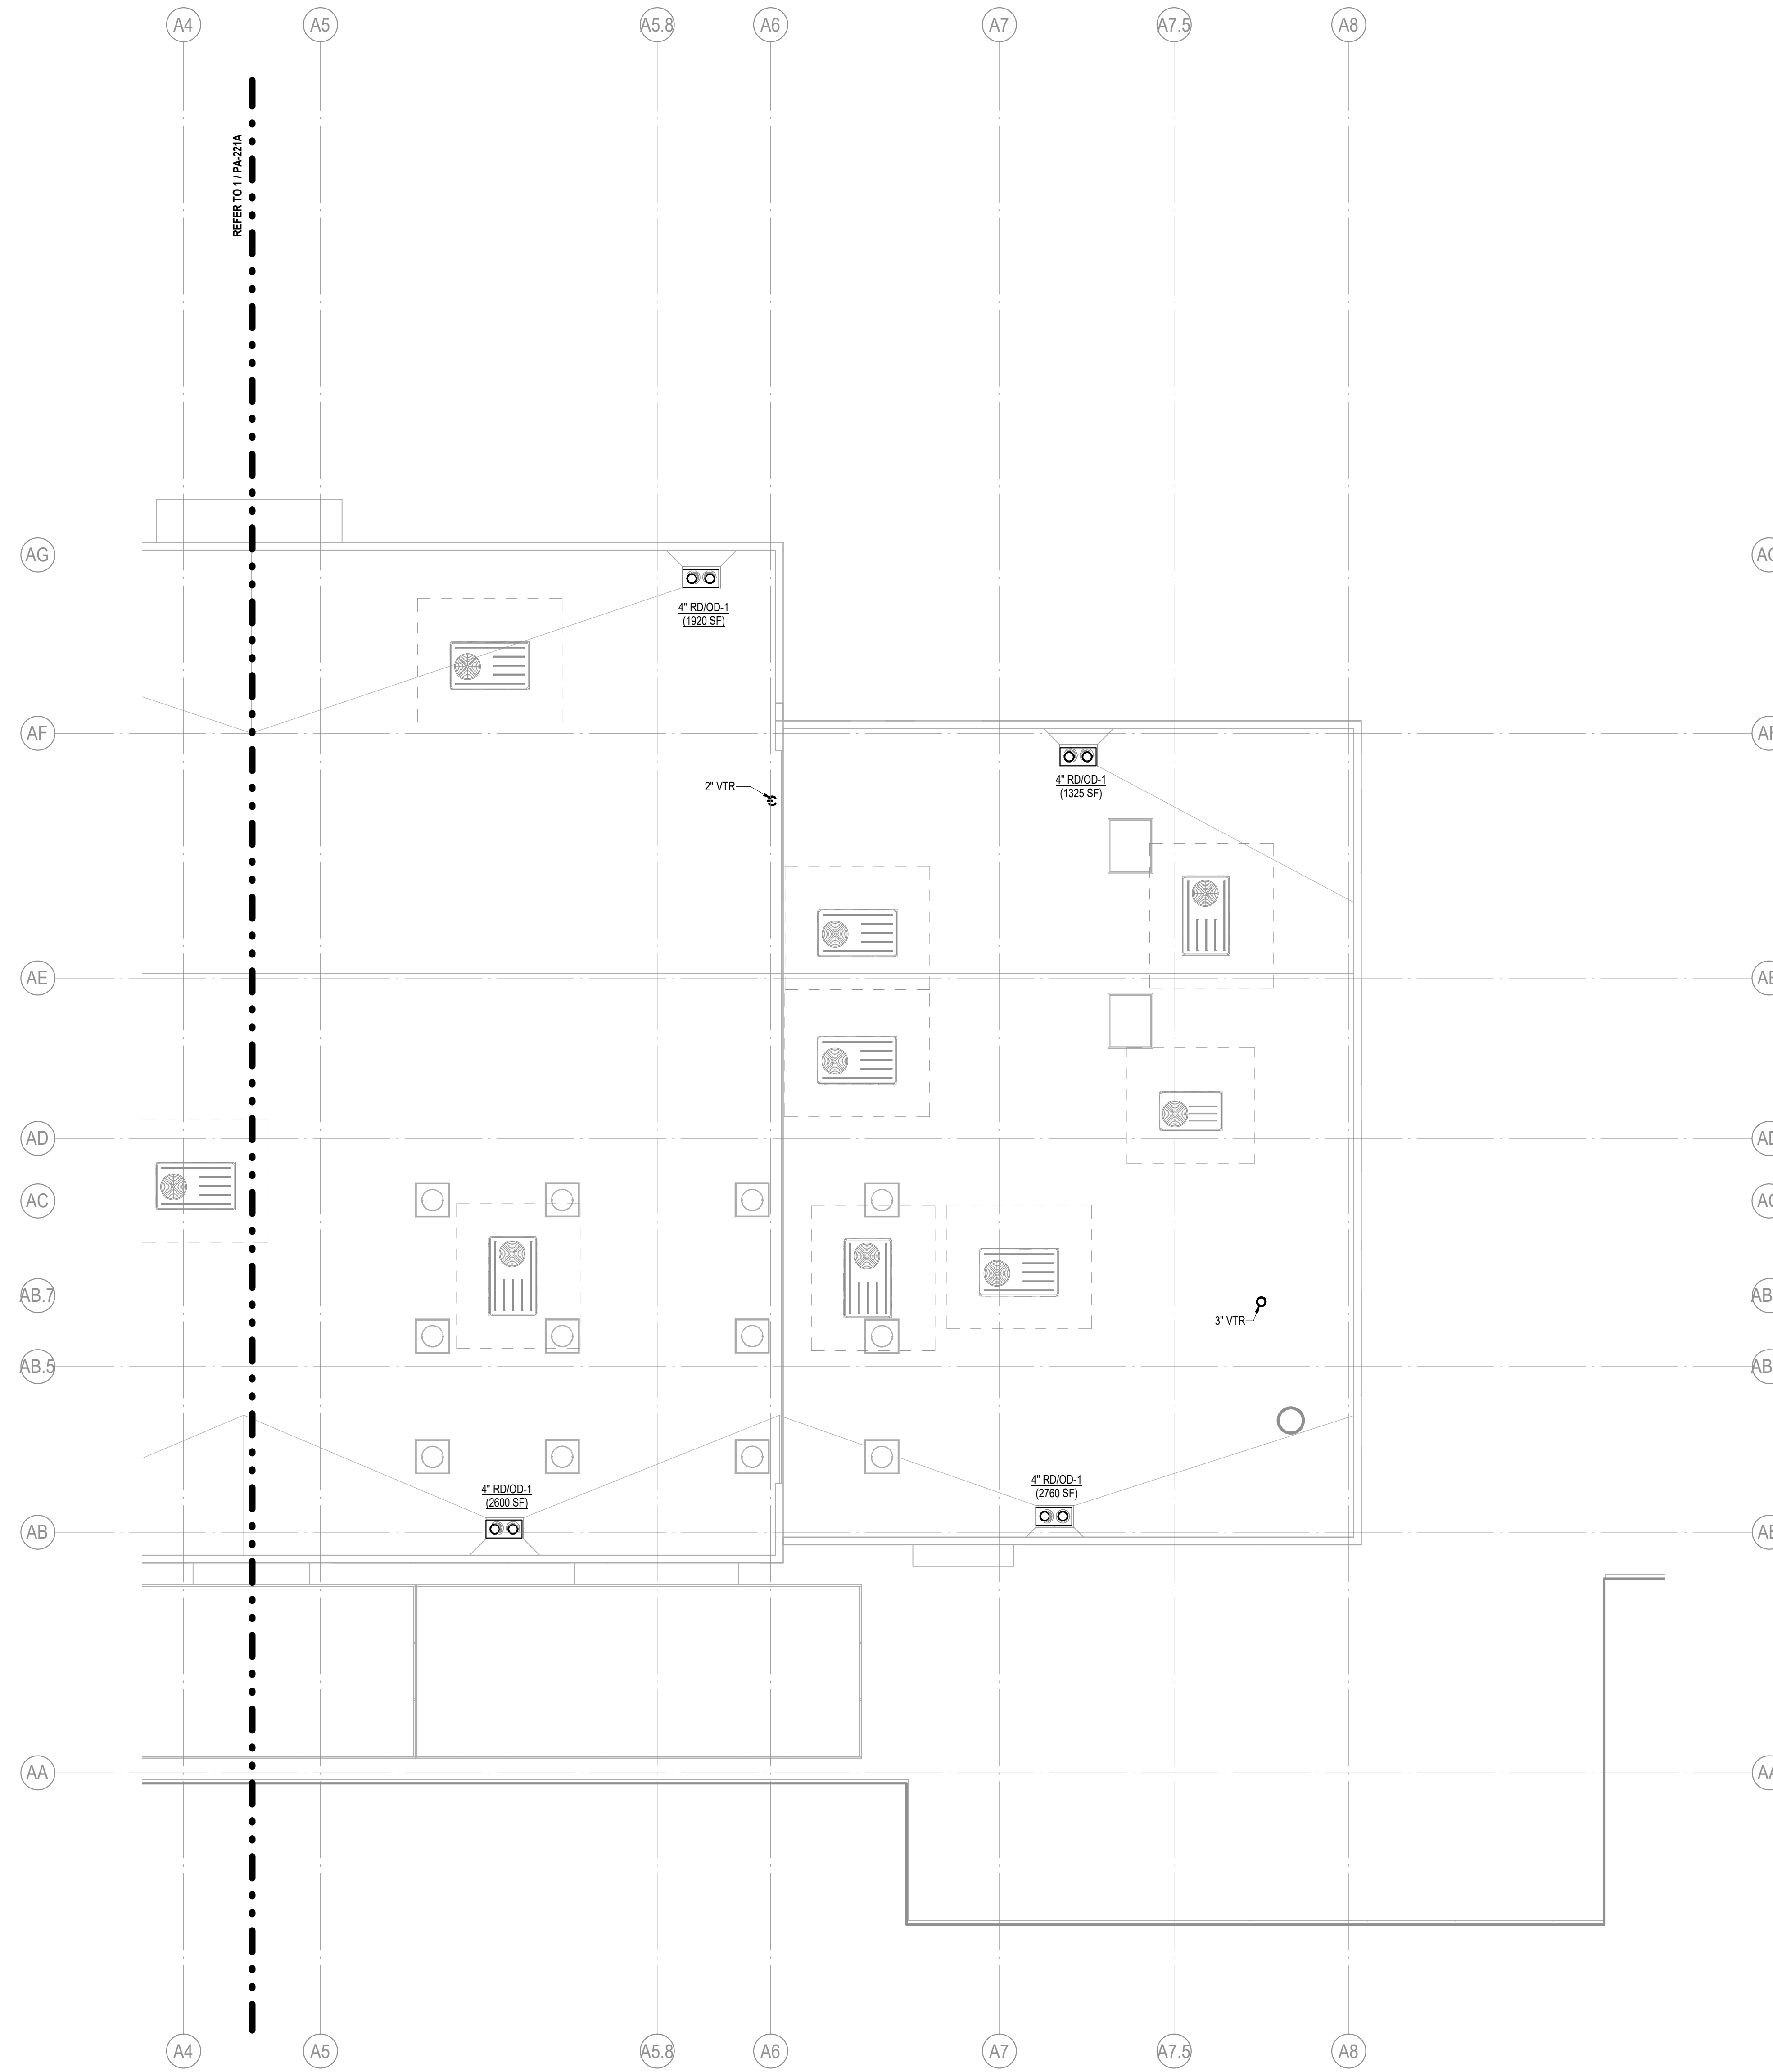 A4 A5 A5.8 A6 A7 A7.5 A8
REFER TO 1 / PA-221A
AG
4" RD/OD-1
(1920 SF)
AF
2" VTR
4" RD/OD-1
(1325 SF)
AE
AD
AC
AB.7
3" VTR
AB.5
4" RD/OD-1
(2600 SF)
4" RD/OD-1
(2760 SF)
AB
AA
A4 A5 A5.8 A6 A7 A7.5 A8